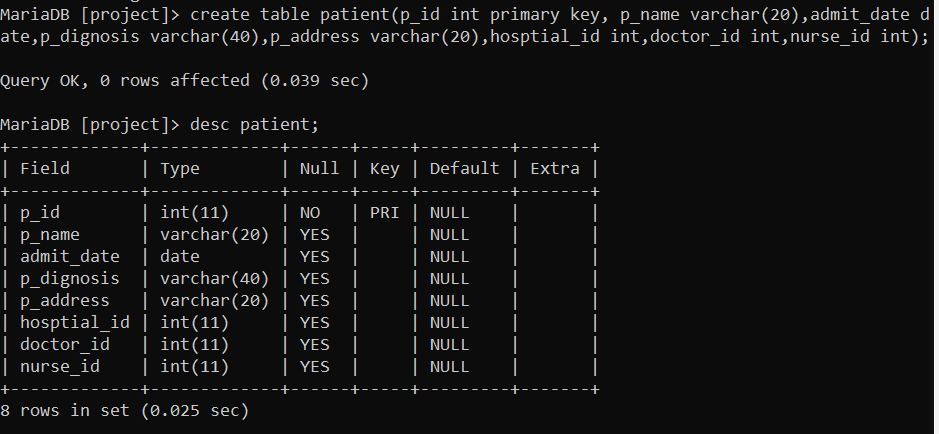 MariaDB [project]> create table patient(p_id int primary key, p_name varchar(20),admit_date d
ate,p_dignosis varchar(40),p_address varchar(20),hosptial_id int,doctor_id int,nurse_id int);
Query OK, 0 rows affected (0.039 sec)
MariaDB [project]> desc patient;
+-------------+-------------+------+-----+---------+-------+
| Field       | Type        | Null | Key | Default | Extra |
+-------------+-------------+------+-----+---------+-------+
| p_id        | int(11)     | NO   | PRI | NULL    |       |
| p_name      | varchar(20) | YES  |     | NULL    |       |
| admit_date  | date        | YES  |     | NULL    |       |
| p_dignosis  | varchar(40) | YES  |     | NULL    |       |
| p_address   | varchar(20) | YES  |     | NULL    |       |
| hosptial_id | int(11)     | YES  |     | NULL    |       |
| doctor_id   | int(11)     | YES  |     | NULL    |       |
| nurse_id    | int(11)     | YES  |     | NULL    |       |
+-------------+-------------+------+-----+---------+-------+
8 rows in set (0.025 sec)